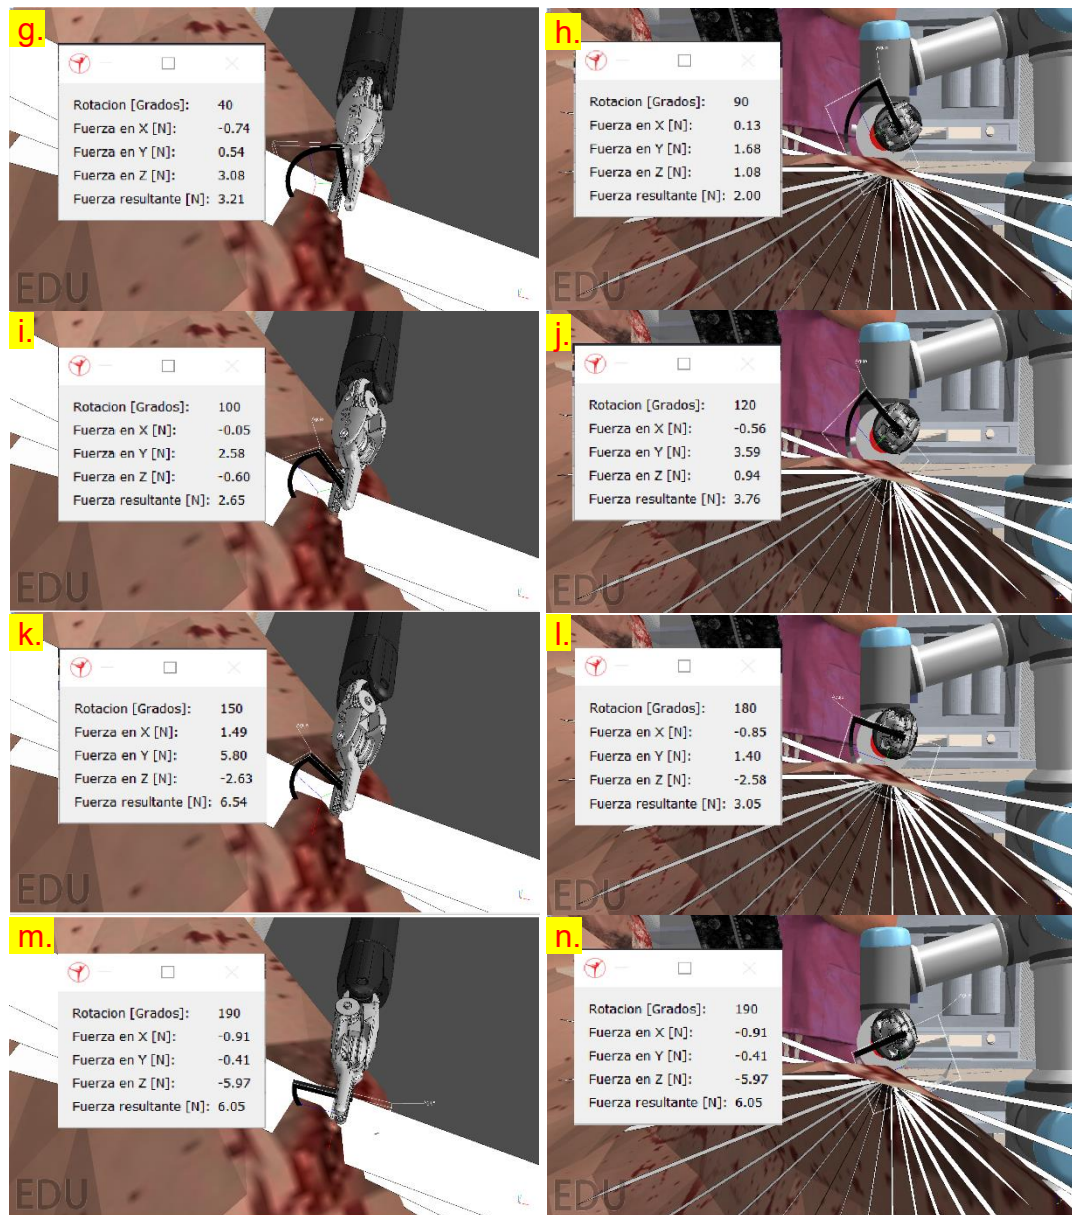 g.
Rotacion [Grados]: 40
Fuerza en X [N]: -0.74
Fuerza en Y [N]: 0.54
Fuerza en Z [N]: 3.08
Fuerza resultante [N]: 3.21
EDU
h.
Rotacion [Grados]: 90
Fuerza en X [N]: 0.13
Fuerza en Y [N]: 1.68
Fuerza en Z [N]: 1.08
Fuerza resultante [N]: 2.00
EDU
i.
Rotacion [Grados]: 100
Fuerza en X [N]: -0.05
Fuerza en Y [N]: 2.58
Fuerza en Z [N]: -0.60
Fuerza resultante [N]: 2.65
EDU
j.
Rotacion [Grados]: 120
Fuerza en X [N]: -0.56
Fuerza en Y [N]: 3.59
Fuerza en Z [N]: 0.94
Fuerza resultante [N]: 3.76
EDU
k.
Rotacion [Grados]: 150
Fuerza en X [N]: 1.49
Fuerza en Y [N]: 5.80
Fuerza en Z [N]: -2.63
Fuerza resultante [N]: 6.54
EDU
l.
Rotacion [Grados]: 180
Fuerza en X [N]: -0.85
Fuerza en Y [N]: 1.40
Fuerza en Z [N]: -2.58
Fuerza resultante [N]: 3.05
EDU
m.
Rotacion [Grados]: 190
Fuerza en X [N]: -0.91
Fuerza en Y [N]: -0.41
Fuerza en Z [N]: -5.97
Fuerza resultante [N]: 6.05
EDU
n.
Rotacion [Grados]: 190
Fuerza en X [N]: -0.91
Fuerza en Y [N]: -0.41
Fuerza en Z [N]: -5.97
Fuerza resultante [N]: 6.05
EDU